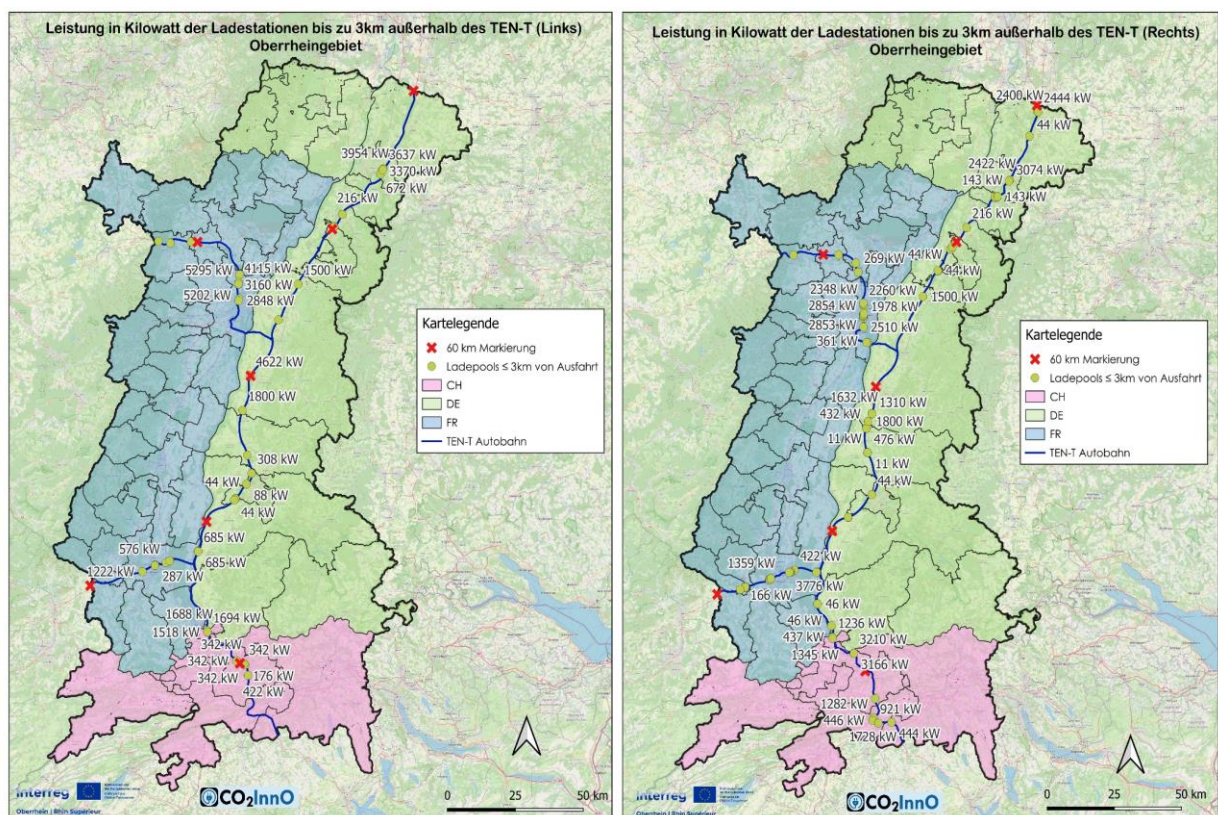 Leistung in Kilowatt der Ladestationen bis zu 3km außerhalb des TEN-T (Links)
Oberrheingebiet
3954 kW
3637 kW
3370 kW
672 kW
216 kW
5295 kW
4115 kW
3160 kW
1500 kW
5202 kW
2848 kW
4622 kW
1800 kW
308 kW
44 kW
88 kW
44 kW
685 kW
576 kW
685 kW
1222 kW
287 kW
1688 kW
1694 kW
1518 kW
342 kW
342 kW
342 kW
342 kW
176 kW
422 kW
Kartelegende
60 km Markierung
Ladepools ≤ 3km von Ausfahrt
CH
DE
FR
TEN-T Autobahn
Interreg
Oberrhein | Rhin Supérieur
CO2InnO
0 25 50 km
Leistung in Kilowatt der Ladestationen bis zu 3km außerhalb des TEN-T (Rechts)
Oberrheingebiet
2400 kW
2444 kW
44 kW
2422 kW
3074 kW
143 kW
143 kW
216 kW
44 kW
269 kW
44 kW
2348 kW
2260 kW
1500 kW
2854 kW
1978 kW
2853 kW
2510 kW
361 kW
1632 kW
1310 kW
432 kW
1800 kW
11 kW
476 kW
11 kW
44 kW
422 kW
1359 kW
3776 kW
166 kW
46 kW
46 kW
1236 kW
437 kW
3210 kW
1345 kW
3166 kW
1282 kW
921 kW
446 kW
1728 kW
444 kW
Kartelegende
60 km Markierung
Ladepools ≤ 3km von Ausfahrt
CH
DE
FR
TEN-T Autobahn
Interreg
Oberrhein | Rhin Supérieur
CO2InnO
0 25 50 km